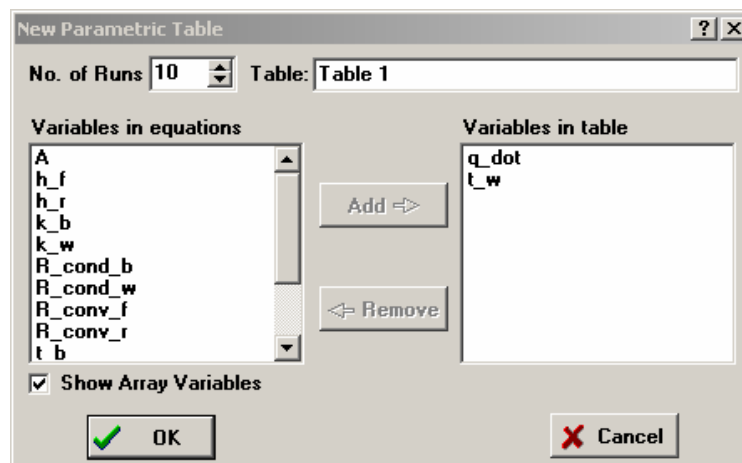 New Parametric Table ? X
No. of Runs 10 Table: Table 1
Variables in equations
A
h_f
h_r
k_b
k_w
R_cond_b
R_cond_w
R_conv_f
R_conv_r
t_b
Add
Remove
Variables in table
q_dot
t_w
Show Array Variables
OK
Cancel